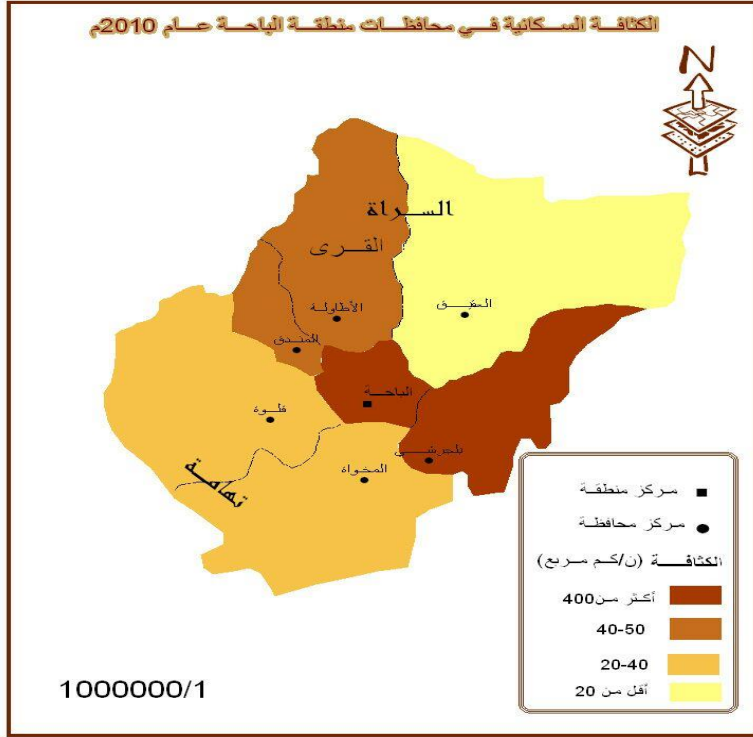 الكثافة السكانية في محافظات منطقة الباحة عام 2010م
N
السراة
القرى
الأطاولة
العقيق
المندق
الباحة
قلوة
بلجرشي
المخواة
تهامة
مركز منطقة
مركز محافظة
الكثافة (ن/كم مربع)
أكثر من400
40-50
20-40
أقل من 20
1000000/1